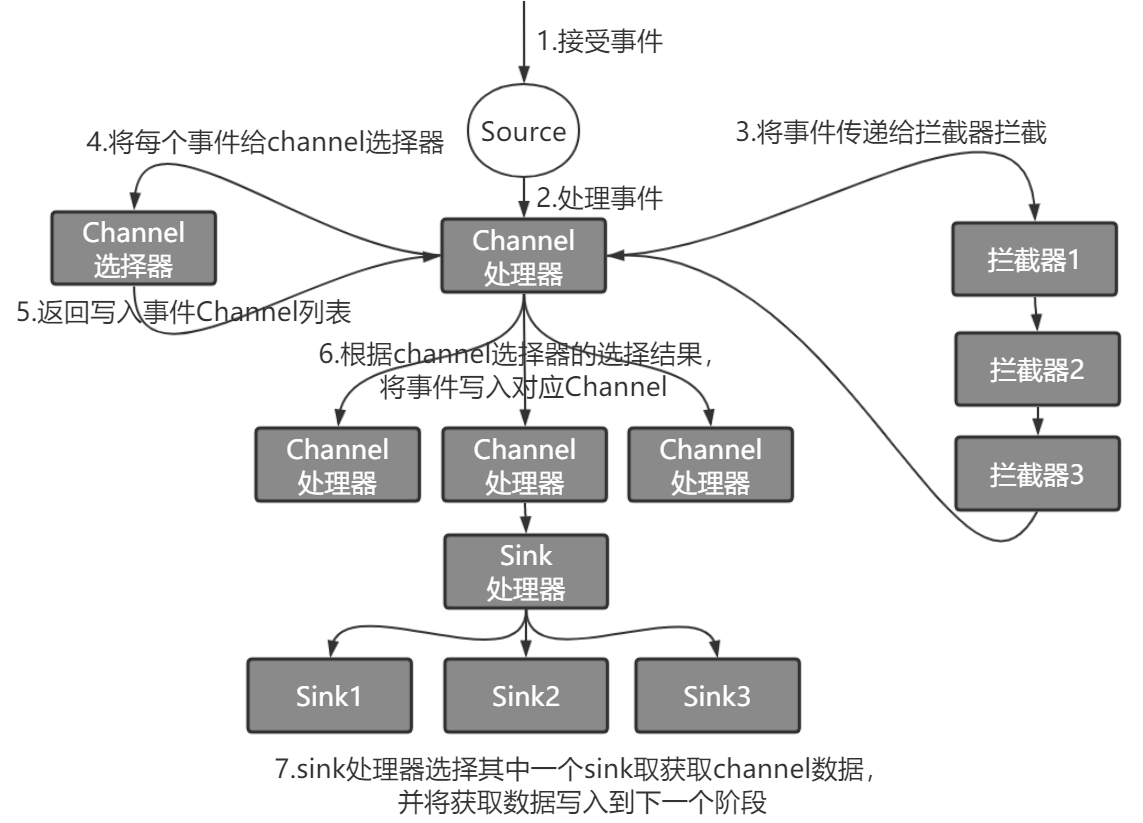 1.接受事件
Source
4.将每个事件给channel选择器
3.将事件传递给拦截器拦截
2.处理事件
Channel
选择器
Channel
处理器
拦截器1
5.返回写入事件Channel列表
6.根据channel选择器的选择结果，
将事件写入对应Channel
拦截器2
Channel
处理器
Channel
处理器
Channel
处理器
拦截器3
Sink
处理器
Sink1
Sink2
Sink3
7.sink处理器选择其中一个sink取获取channel数据，
并将获取数据写入到下一个阶段